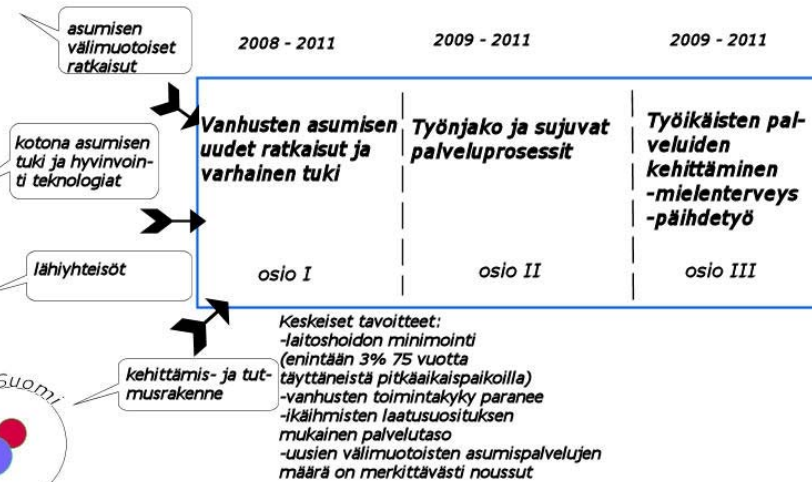 asumisen
välimuotoiset
ratkaisut
2008 - 2011
2009 - 2011
2009 - 2011
Vanhusten asumisen
uudet ratkaisut ja
varhainen tuki
Työnjako ja sujuvat
palveluprosessit
Työikäisten pal-
veluiden
kehittäminen
-mielenterveys
-päihdetyö
kotona asumisen
tuki ja hyvinvoin-
ti teknologiat
lähiyhteisöt
osio I
osio II
osio III
kehittämis- ja tut-
musrakenne
Keskeiset tavoitteet:
-laitoshoidon minimointi
(enintään 3% 75 vuotta
täyttäneistä pitkäaikaispaikoilla)
-vanhusten toimintakyky paranee
-ikäihmisten laatusuosituksen
mukainen palvelutaso
-uusien välimuotoisten asumispalvelujen
määrä on merkittävästi noussut
Suomi